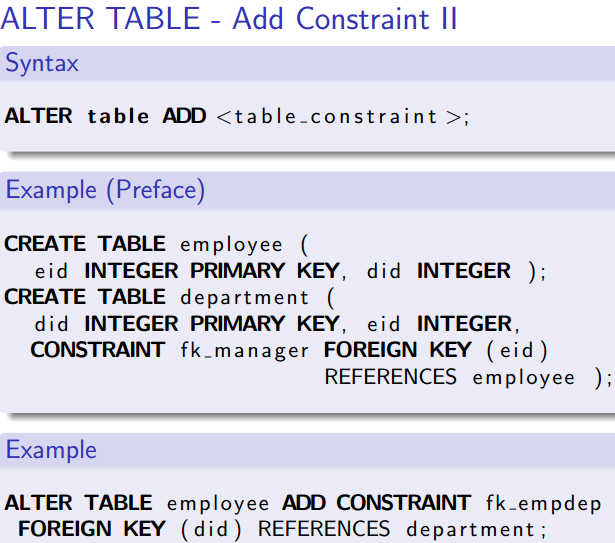 ALTER TABLE - Add Constraint II
Syntax
ALTER table ADD <table_constraint>;
Example (Preface)
CREATE TABLE employee (
eid INTEGER PRIMARY KEY, did INTEGER );
CREATE TABLE department (
did INTEGER PRIMARY KEY, eid INTEGER,
CONSTRAINT fk_manager FOREIGN KEY (eid)
REFERENCES employee );
Example
ALTER TABLE employee ADD CONSTRAINT fk_empdep
FOREIGN KEY (did) REFERENCES department;